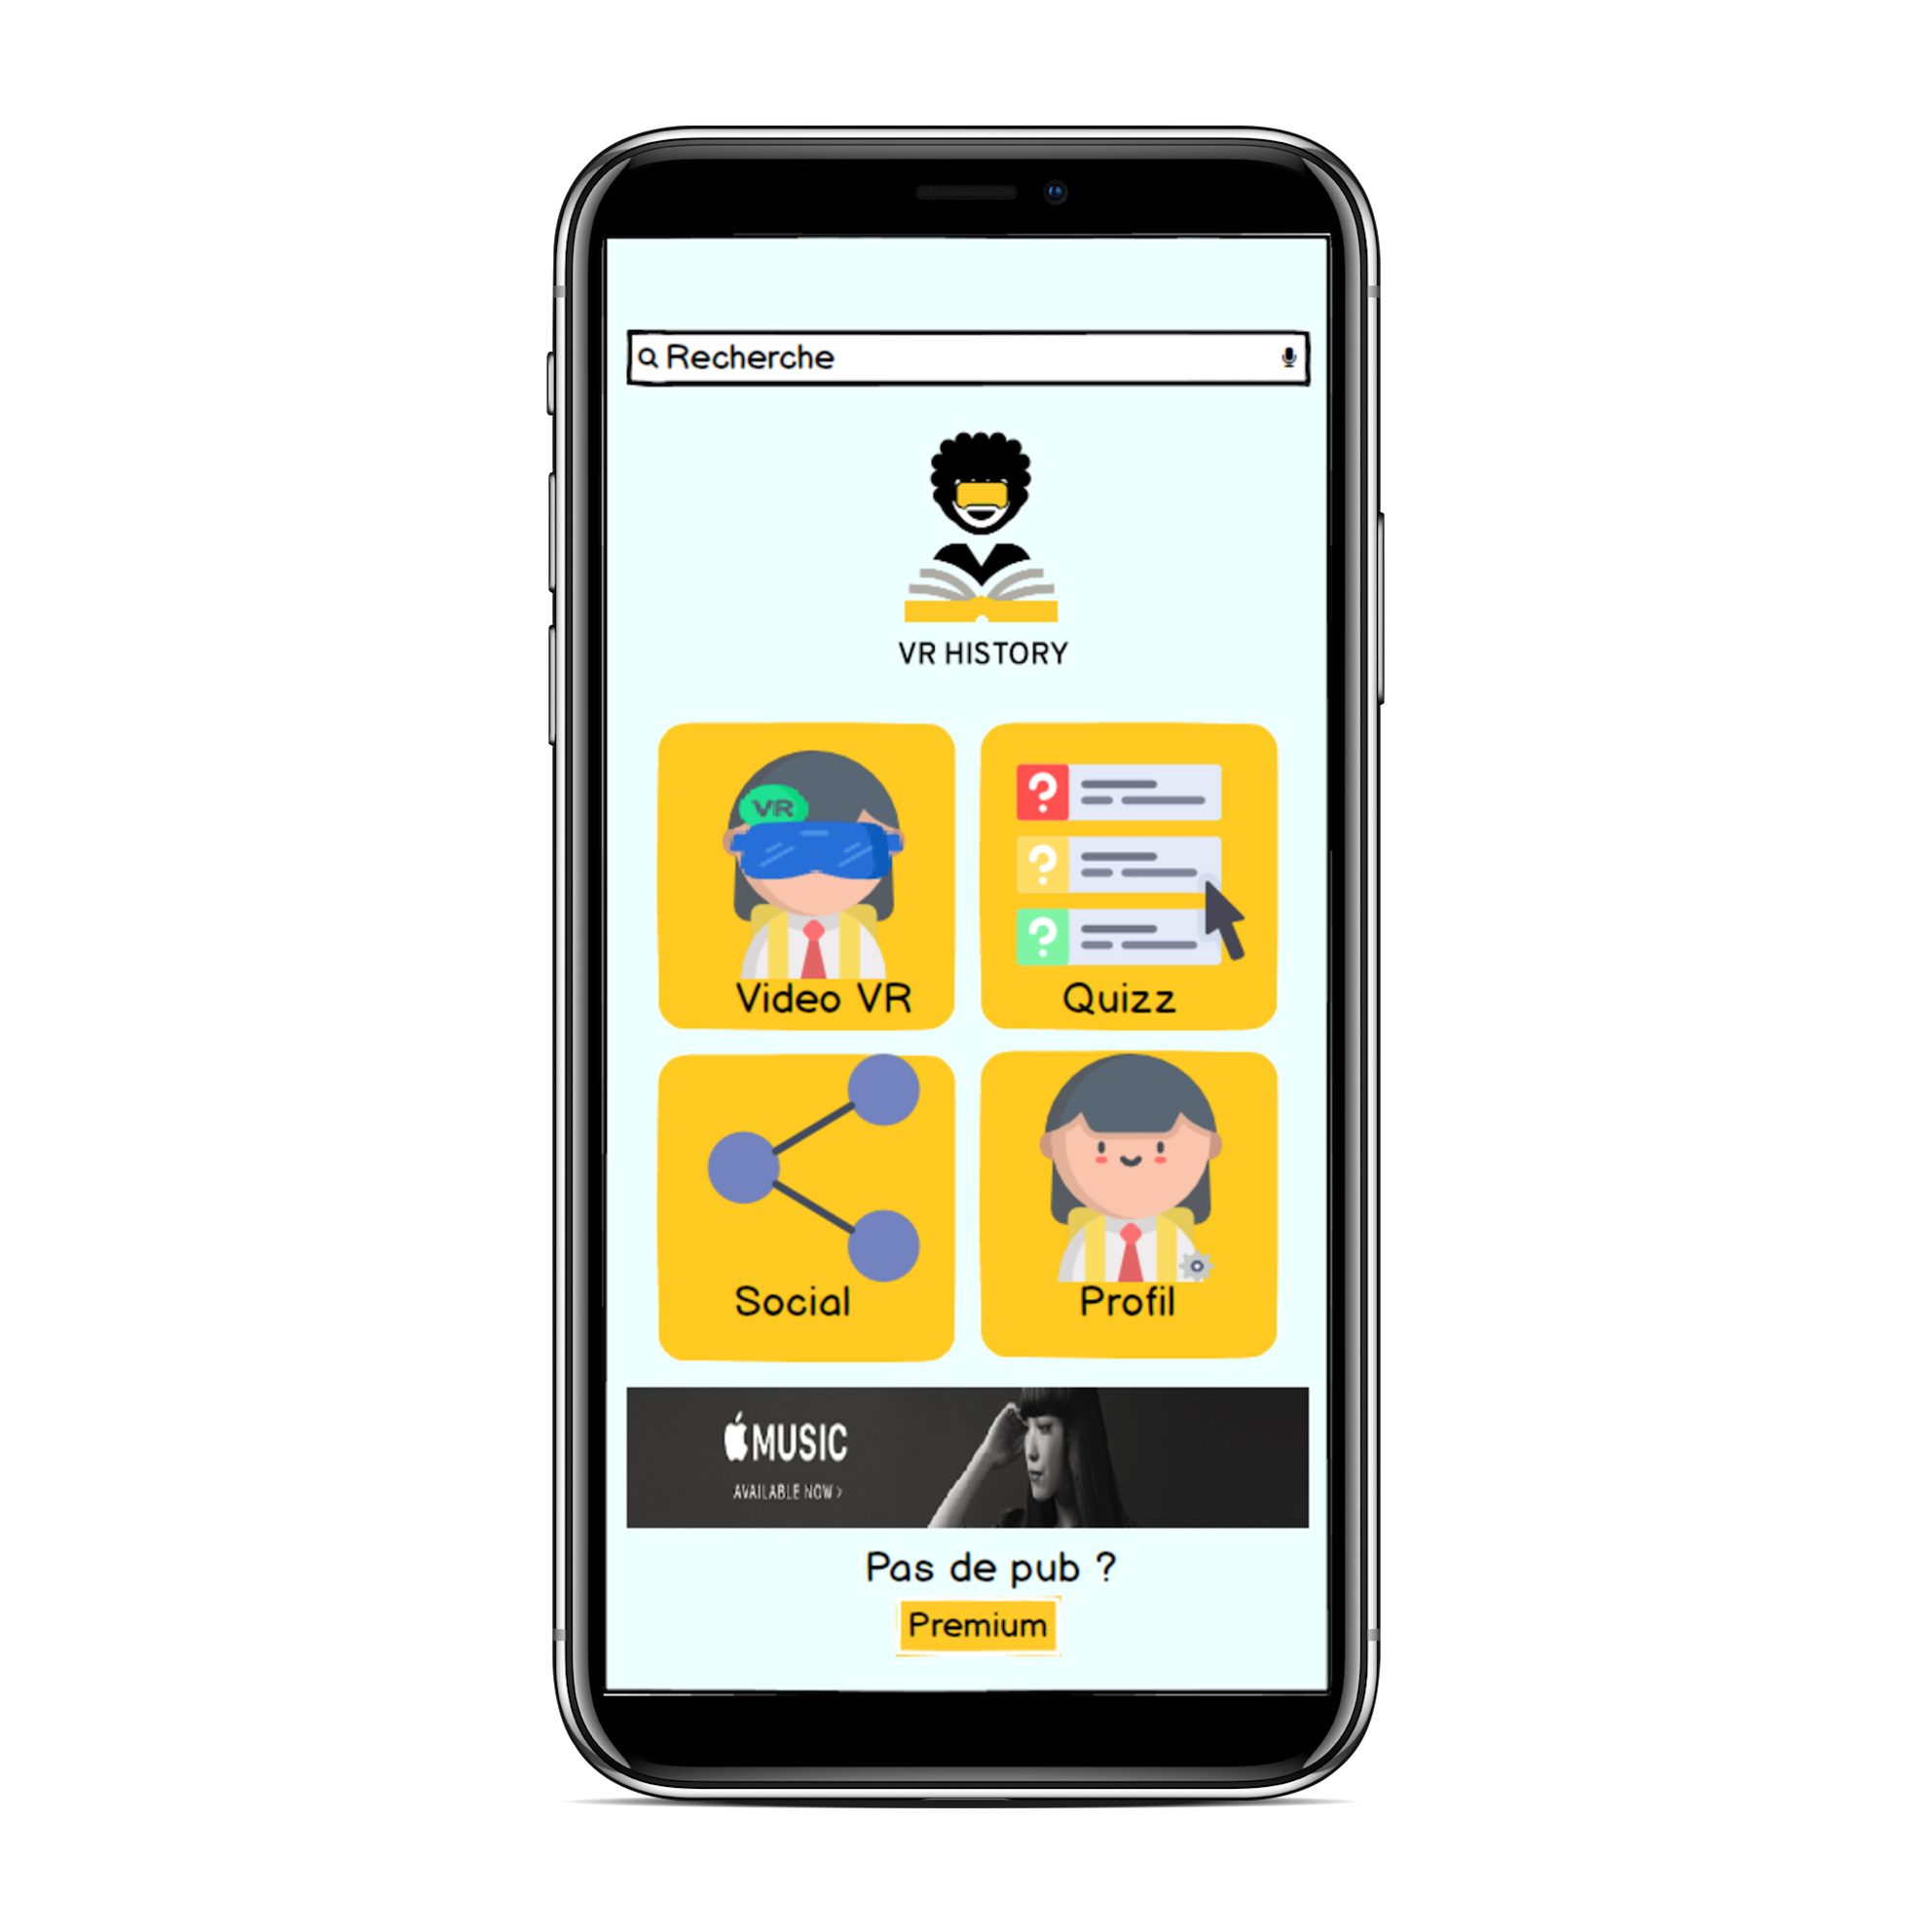 Recherche
VR HISTORY
VR
Video VR
Quizz
Social
Profil
MUSIC
AVAILABLE NOW >
Pas de pub ?
Premium